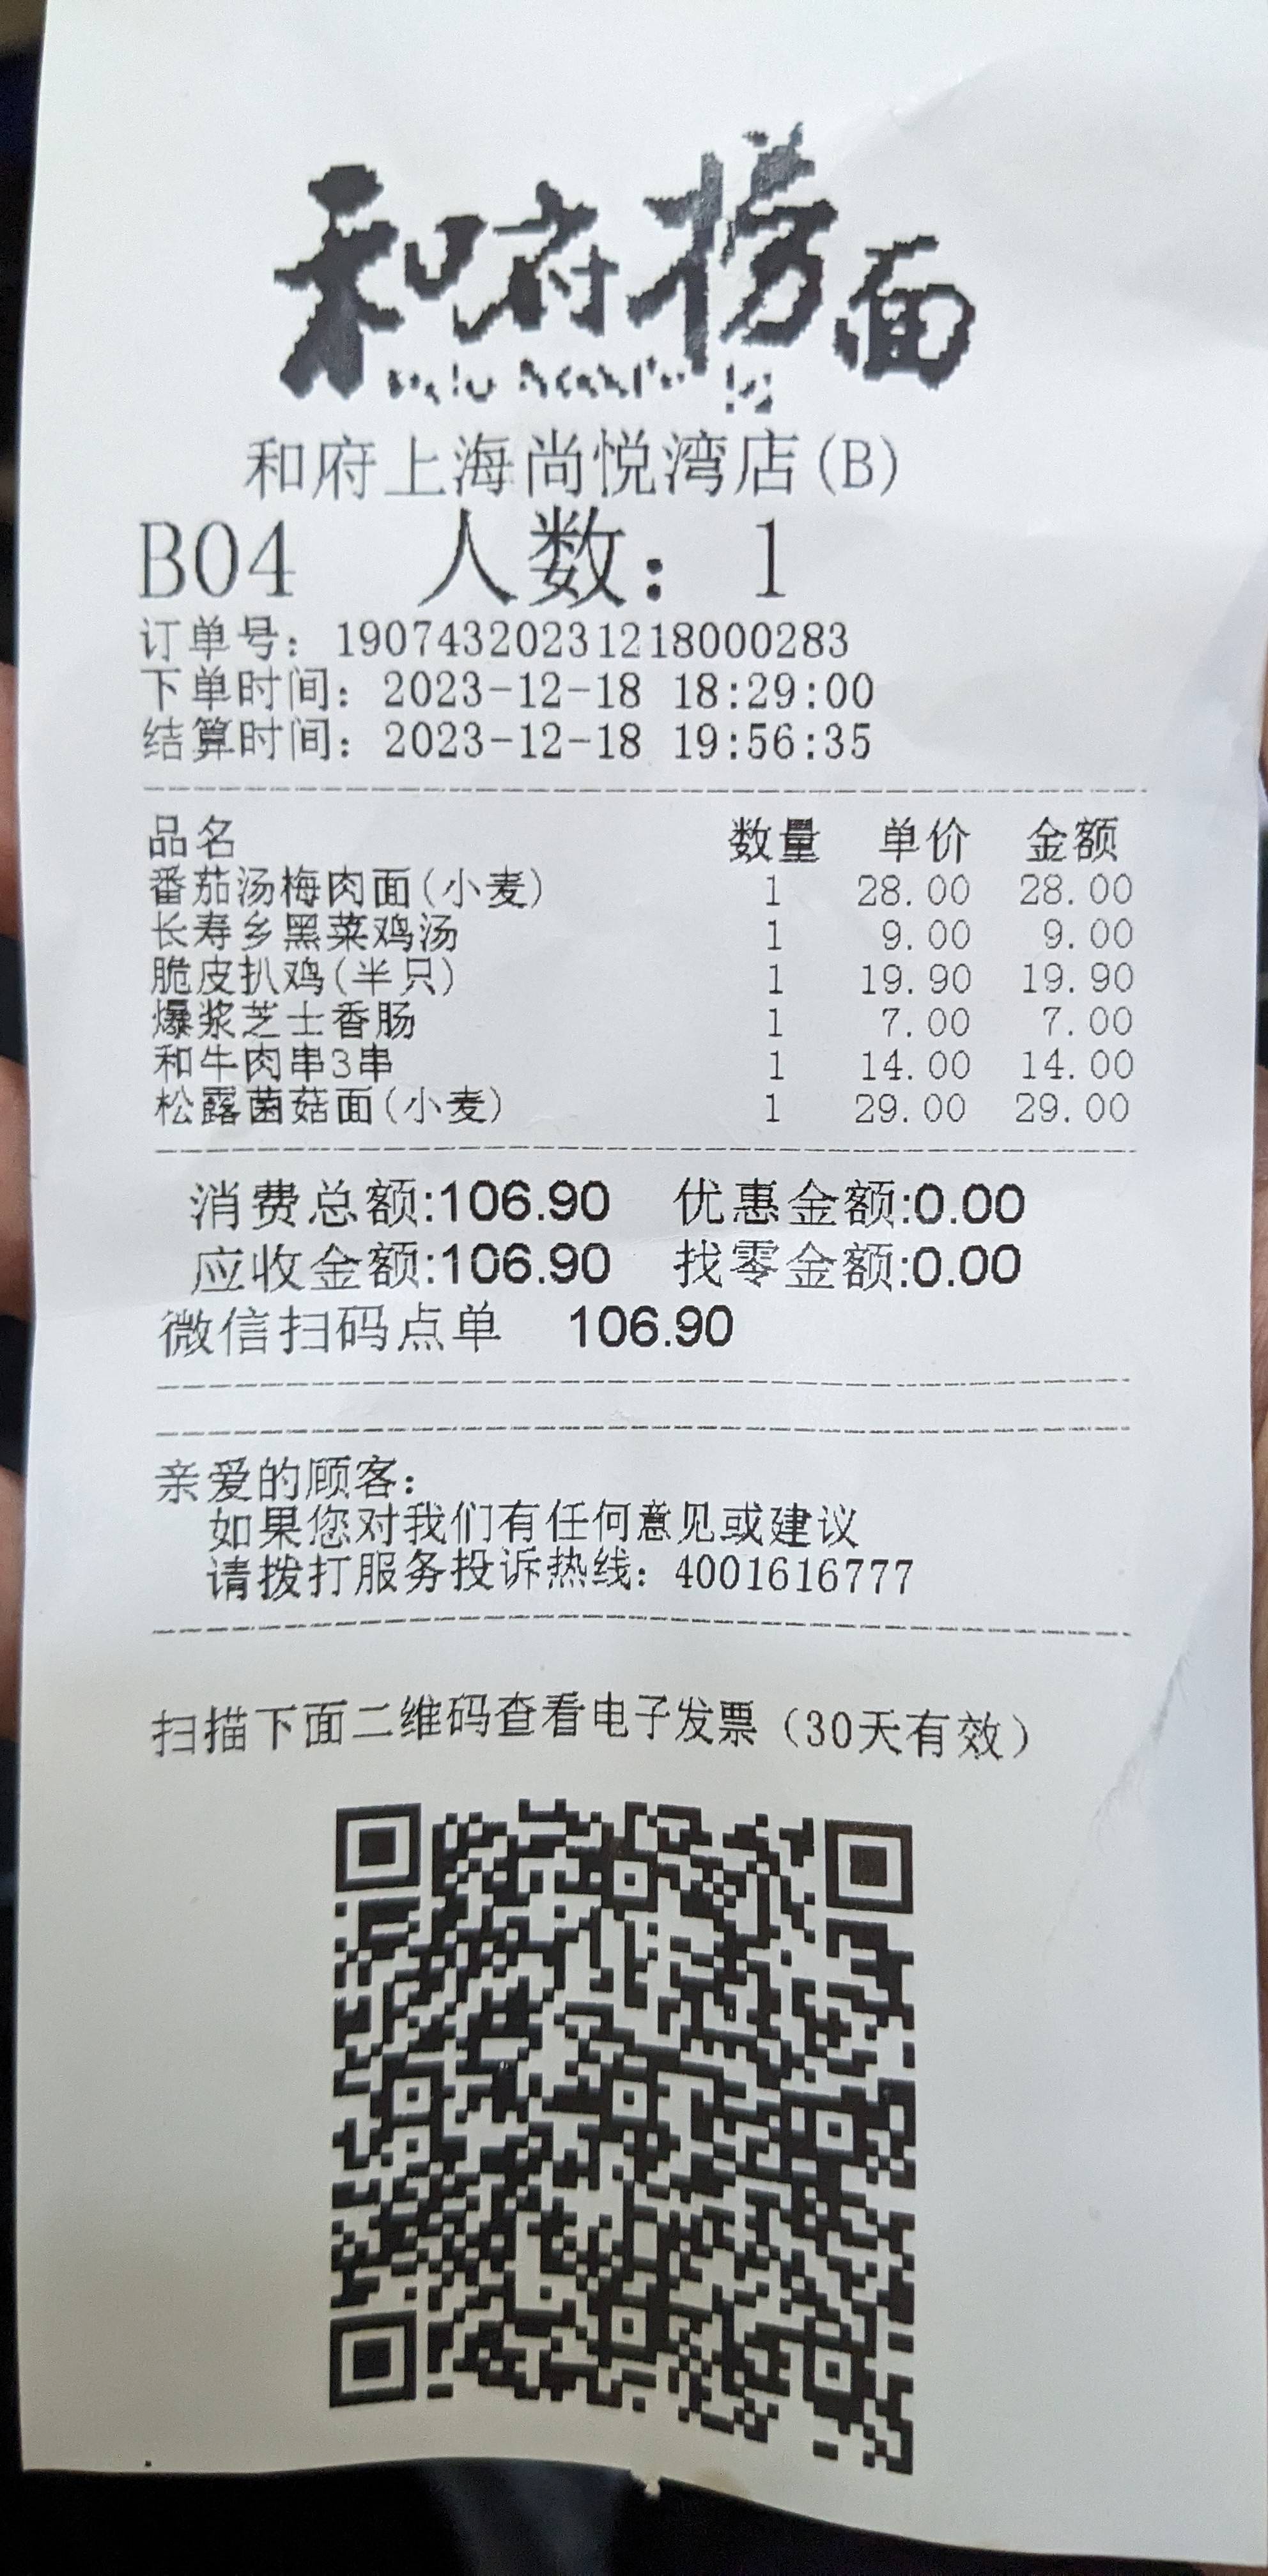 和府捞面
和府上海尚悦湾店(B)
B04 人数：1
订单号：19074320231218000283
下单时间：2023-12-18 18:29:00
结算时间：2023-12-18 19:56:35
品名 数量 单价 金额
番茄汤梅肉面(小麦) 1 28.00 28.00
长寿乡黑菜鸡汤 1 9.00 9.00
脆皮扒鸡(半只) 1 19.90 19.90
爆浆芝士香肠 1 7.00 7.00
和牛肉串3串 1 14.00 14.00
松露菌菇面(小麦) 1 29.00 29.00
消费总额:106.90 优惠金额:0.00
应收金额:106.90 找零金额:0.00
微信扫码点单 106.90
亲爱的顾客：
如果您对我们有任何意见或建议
请拨打服务投诉热线：4001616777
扫描下面二维码查看电子发票（30天有效）